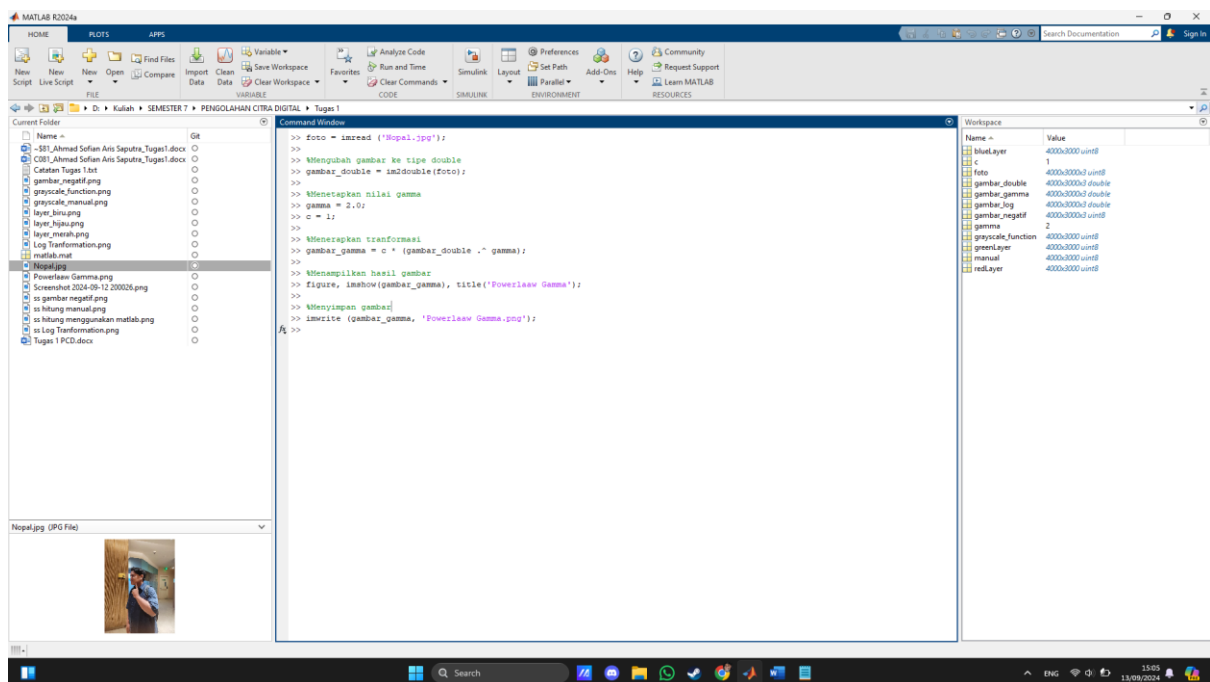 MATLAB R2024a
HOME PLOTS APPS
Search Documentation
Sign In
New Script
New Live Script
New
Open
Find Files
Compare
Import Data
Clean Data
Variable
Save Workspace
Clear Workspace
Favorites
Analyze Code
Run and Time
Clear Commands
Simulink
Layout
Preferences
Set Path
Parallel
Add-Ons
Help
Community
Request Support
Learn MATLAB
FILE VARIABLE CODE SIMULINK ENVIRONMENT RESOURCES
D: Kuliah SEMESTER 7 PENGOLAHAN CITRA DIGITAL Tugas 1
Current Folder
Name Git
~$81_Ahmad Sofian Aris Saputra_Tugas1.docx
C081_Ahmad Sofian Aris Saputra_Tugas1.docx
Catatan Tugas 1.txt
gambar_negatif.png
grayscale_function.png
grayscale_manual.png
layer_biru.png
layer_hijau.png
layer_merah.png
Log Tranformation.png
matlab.mat
Nopal.jpg
Powerlaaw Gamma.png
Screenshot 2024-09-12 200026.png
ss gambar negatif.png
ss hitung manual.png
ss hitung menggunakan matlab.png
ss Log Tranformation.png
Tugas 1 PCD.docx
Nopal.jpg (JPG File)
Command Window
>> foto = imread ('Nopal.jpg');
>>
>> %Mengubah gambar ke tipe double
>> gambar_double = im2double(foto);
>>
>> %Menetapkan nilai gamma
>> gamma = 2.0;
>> c = 1;
>>
>> %Menerapkan tranformasi
>> gambar_gamma = c * (gambar_double .^ gamma);
>>
>> %Menampilkan hasil gambar
>> figure, imshow(gambar_gamma), title('Powerlaaw Gamma');
>>
>> %Menyimpan gambar
>> imwrite (gambar_gamma, 'Powerlaaw Gamma.png');
fx >>
Workspace
Name Value
blueLayer 4000x3000 uint8
c 1
foto 4000x3000x3 uint8
gambar_double 4000x3000x3 double
gambar_gamma 4000x3000x3 double
gambar_log 4000x3000x3 double
gambar_negatif 4000x3000x3 uint8
gamma 2
grayscale_function 4000x3000 uint8
greenLayer 4000x3000 uint8
manual 4000x3000 uint8
redLayer 4000x3000 uint8
Search
ENG
15:05
13/09/2024